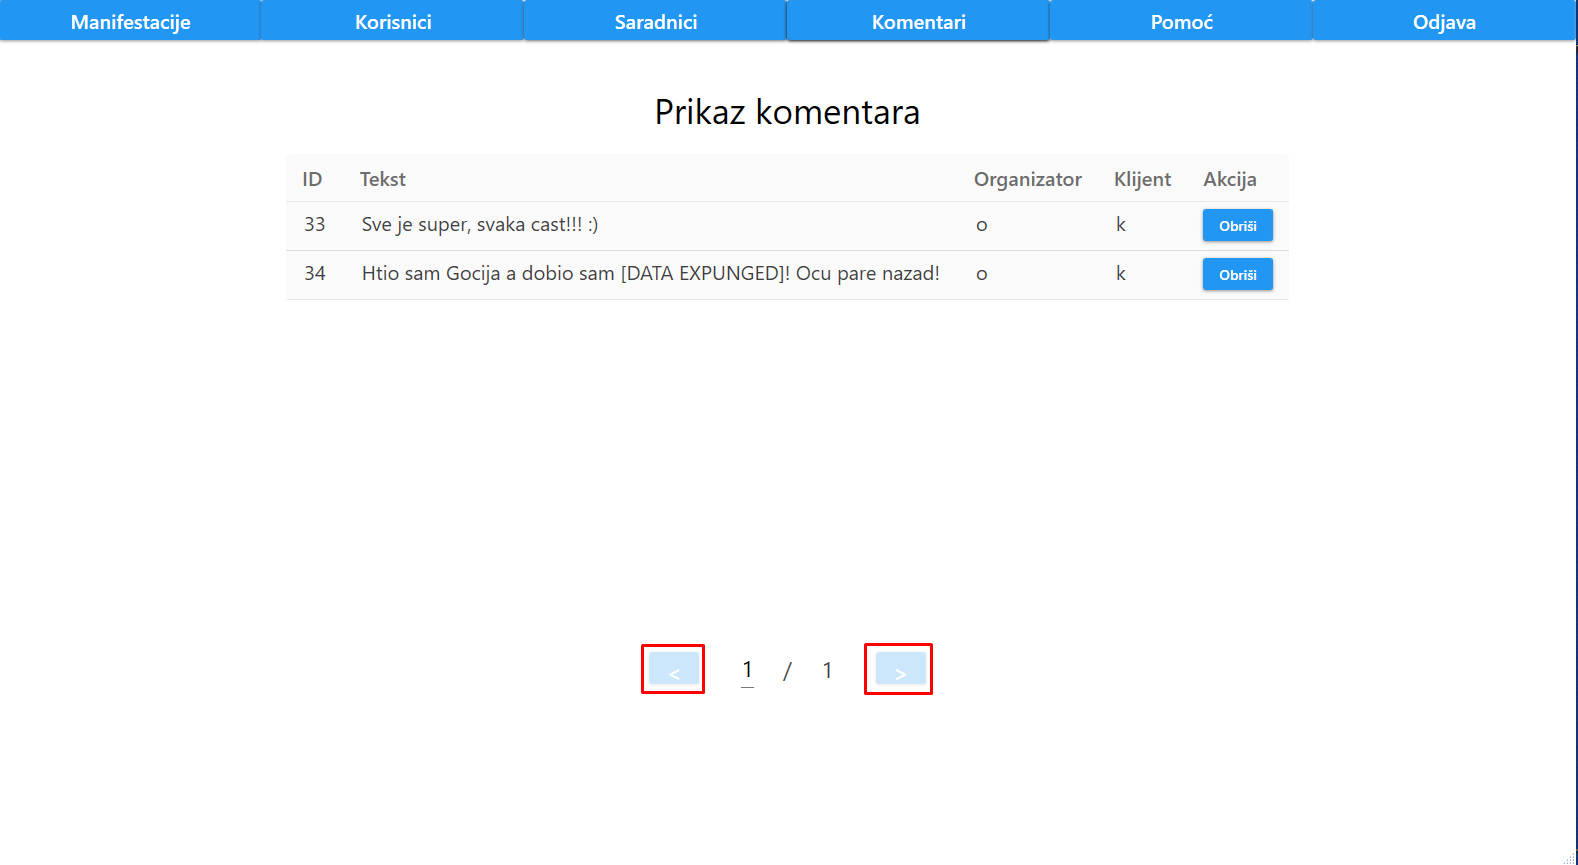 Manifestacije Korisnici Saradnici Komentari Pomoć Odjava
Prikaz komentara
ID Tekst Organizator Klijent Akcija
33 Sve je super, svaka cast!!! :) o k Obriši
34 Htio sam Gocija a dobio sam [DATA EXPUNGED]! Ocu pare nazad! o k Obriši
< 1 / 1 >